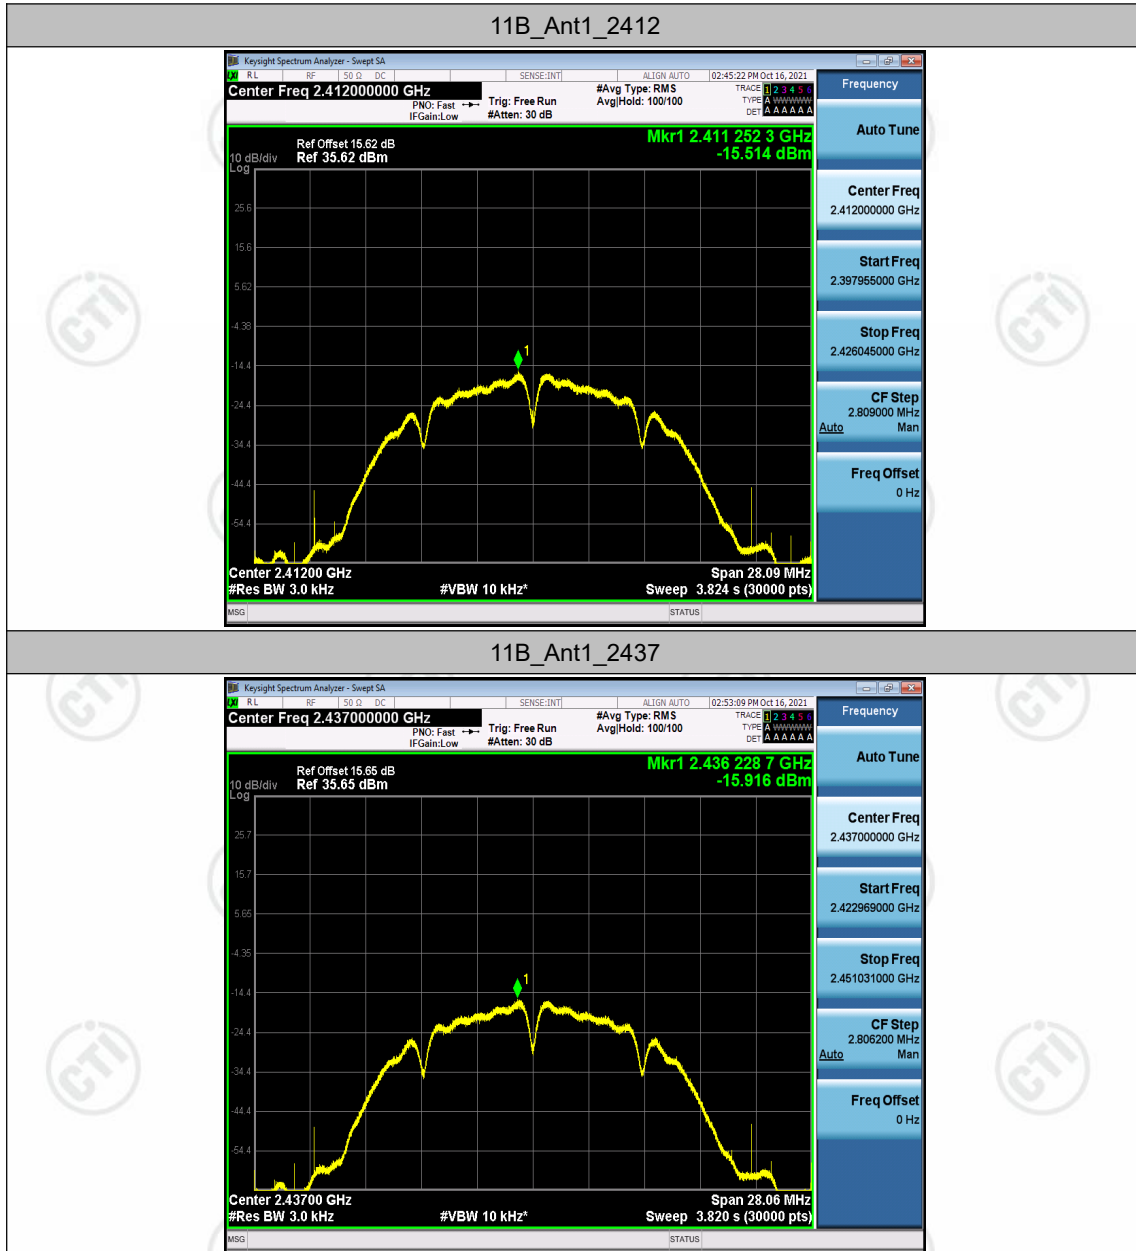 11B_Ant1_2412
Keysight Spectrum Analyzer - Swept SA
LXI RL RF 50 Ω DC SENSE:INT ALIGN AUTO 02:45:22 PM Oct 16, 2021
Center Freq 2.412000000 GHz
PNO: Fast
IFGain:Low
Trig: Free Run
#Atten: 30 dB
#Avg Type: RMS
Avg|Hold: 100/100
TRACE 1 2 3 4 5 6
TYPE A WWWWW
DET A A A A A A
Mkr1 2.411 252 3 GHz
-15.514 dBm
Ref Offset 15.62 dB
10 dB/div Ref 35.62 dBm
Log
25.6
15.6
5.62
-4.38
-14.4
-24.4
-34.4
-44.4
-54.4
1
Center 2.41200 GHz Span 28.09 MHz
#Res BW 3.0 kHz #VBW 10 kHz* Sweep 3.824 s (30000 pts)
MSG STATUS
Frequency
Auto Tune
Center Freq
2.412000000 GHz
Start Freq
2.397955000 GHz
Stop Freq
2.426045000 GHz
CF Step
2.809000 MHz
Auto Man
Freq Offset
0 Hz
CTI
CTI
11B_Ant1_2437
Keysight Spectrum Analyzer - Swept SA
LXI RL RF 50 Ω DC SENSE:INT ALIGN AUTO 02:53:09 PM Oct 16, 2021
Center Freq 2.437000000 GHz
PNO: Fast
IFGain:Low
Trig: Free Run
#Atten: 30 dB
#Avg Type: RMS
Avg|Hold: 100/100
TRACE 1 2 3 4 5 6
TYPE A WWWWW
DET A A A A A A
Mkr1 2.436 228 7 GHz
-15.916 dBm
Ref Offset 15.65 dB
10 dB/div Ref 35.65 dBm
Log
25.7
15.7
5.65
-4.35
-14.4
-24.4
-34.4
-44.4
-54.4
1
Center 2.43700 GHz Span 28.06 MHz
#Res BW 3.0 kHz #VBW 10 kHz* Sweep 3.820 s (30000 pts)
MSG STATUS
Frequency
Auto Tune
Center Freq
2.437000000 GHz
Start Freq
2.422969000 GHz
Stop Freq
2.451031000 GHz
CF Step
2.806200 MHz
Auto Man
Freq Offset
0 Hz
CTI
CTI
CTI
CTI